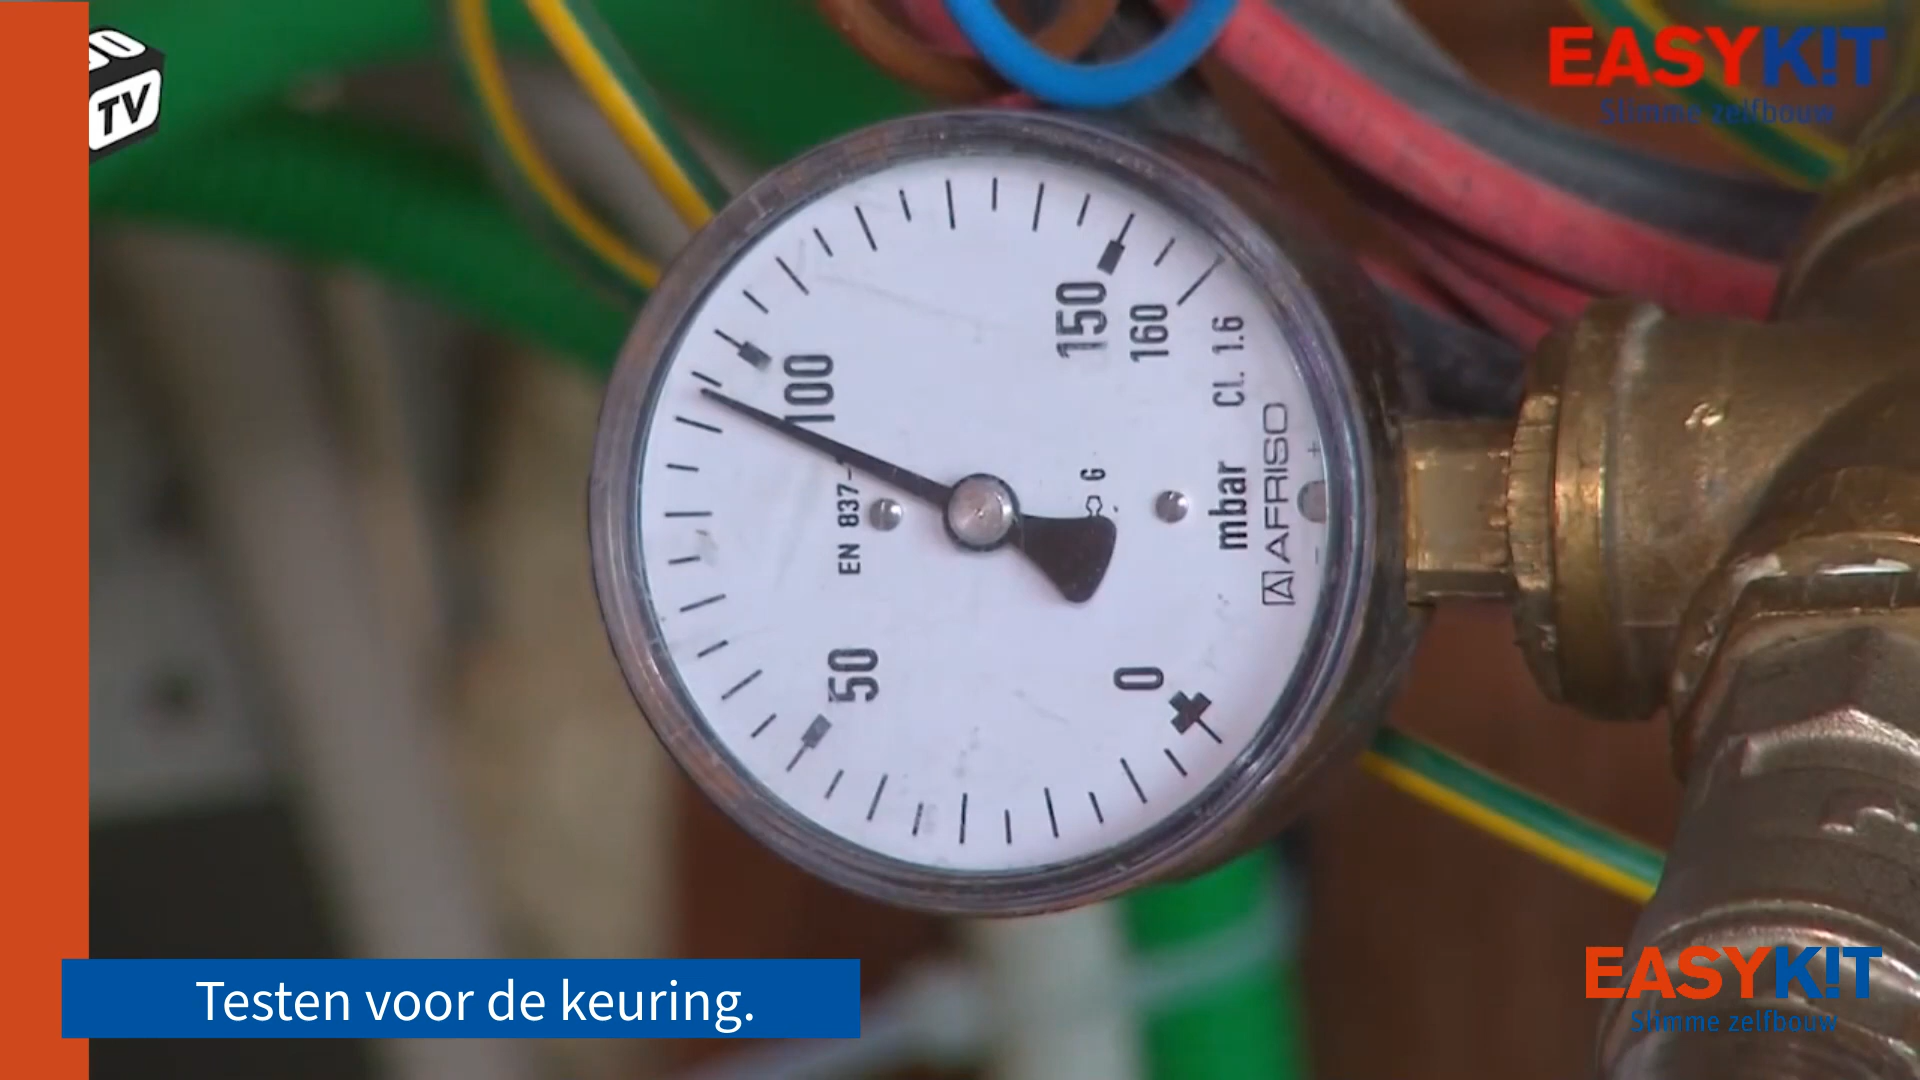 TV
EASYK!T
Slimme zelfbouw
150
160
CL. 1.6
100
EN 837-
G
mbar
AFRISO
50
0
Testen voor de keuring.
EASYK!T
Slimme zelfbouw